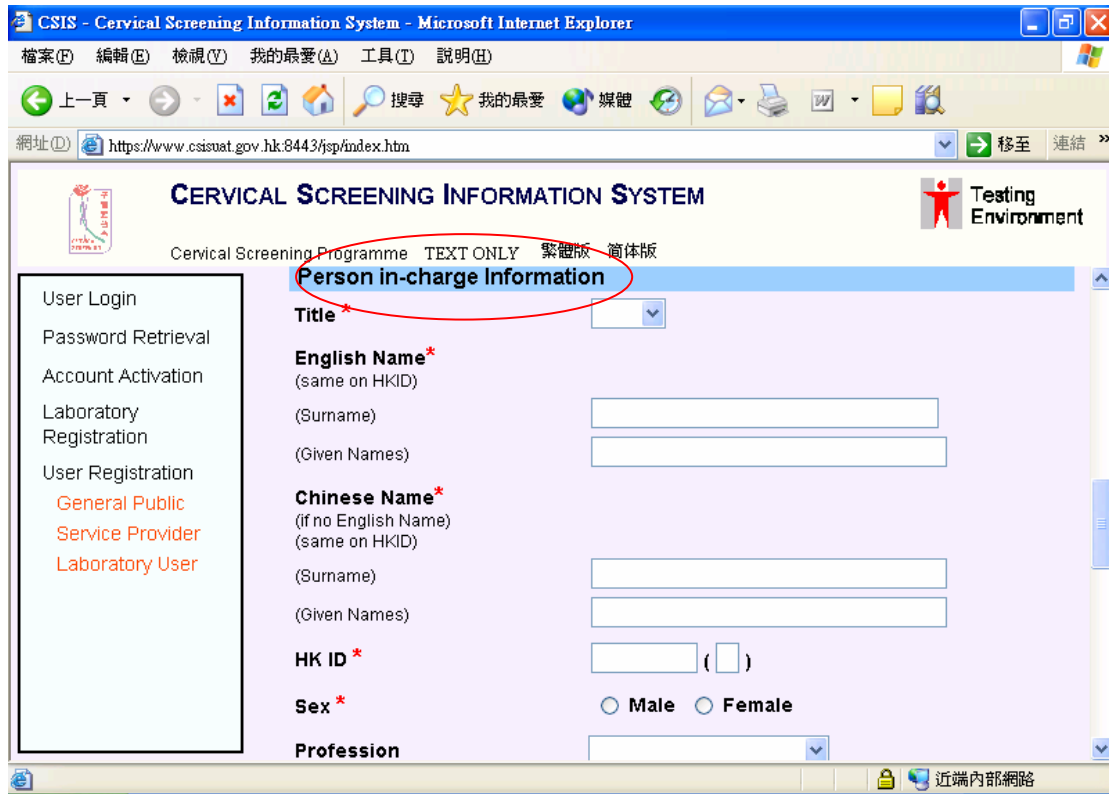 CSIS - Cervical Screening Information System - Microsoft Internet Explorer
檔案(F) 編輯(E) 檢視(V) 我的最愛(A) 工具(T) 說明(H)
上一頁 搜尋 我的最愛 媒體
網址(D) https://www.csisuat.gov.hk:8443/jsp/index.htm 移至 連結 »
CERVICAL SCREENING INFORMATION SYSTEM
Testing
Environment
Cervical Screening Programme TEXT ONLY 繁體版 简体版
User Login
Password Retrieval
Account Activation
Laboratory
Registration
User Registration
General Public
Service Provider
Laboratory User
Person in-charge Information
Title *
English Name*
(same on HKID)
(Surname)
(Given Names)
Chinese Name*
(if no English Name)
(same on HKID)
(Surname)
(Given Names)
HK ID * ( )
Sex * Male Female
Profession
近端內部網路